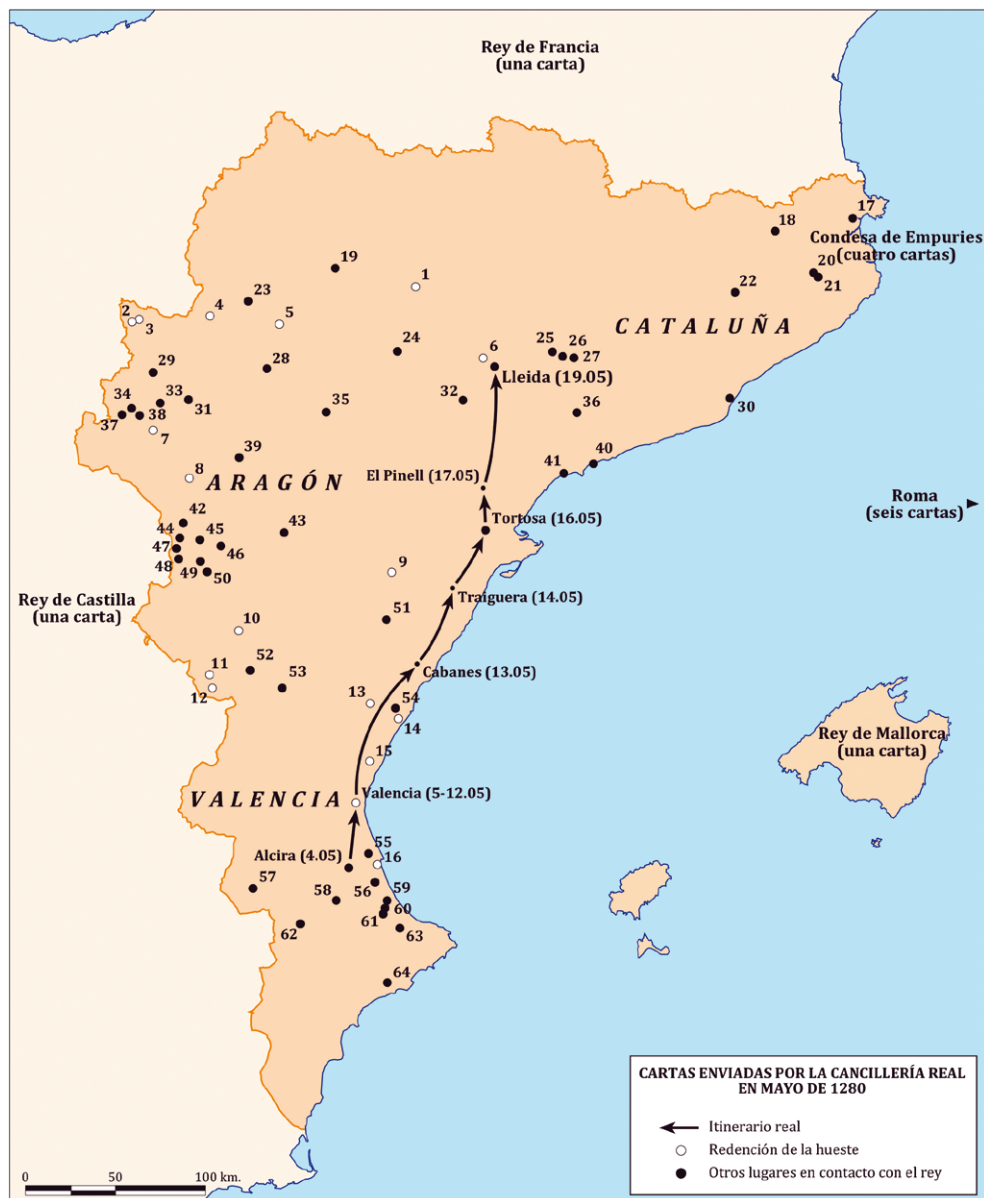 Rey de Francia
(una carta)
17
18
Condesa de Empuries
(cuatro cartas)
19
20
21
1
22
23
4
5
2
3
CATALUÑA
24
25
26
27
6
28
29
Lleida (19.05)
32
30
33
34
31
35
36
37
38
7
39
40
41
8
ARAGÓN
El Pinell (17.05)
Roma
(seis cartas)
42
Tortosa (16.05)
43
44
45
46
47
48
49
50
9
Rey de Castilla
(una carta)
Traiguera (14.05)
51
10
52
11
53
12
Cabanes (13.05)
13
54
14
Rey de Mallorca
(una carta)
15
VALENCIA
Valencia (5-12.05)
55
Alcira (4.05)
16
57
56
58
59
60
61
62
63
64
CARTAS ENVIADAS POR LA CANCILLERÍA REAL
EN MAYO DE 1280
Itinerario real
Redención de la hueste
Otros lugares en contacto con el rey
0 50 100 km.